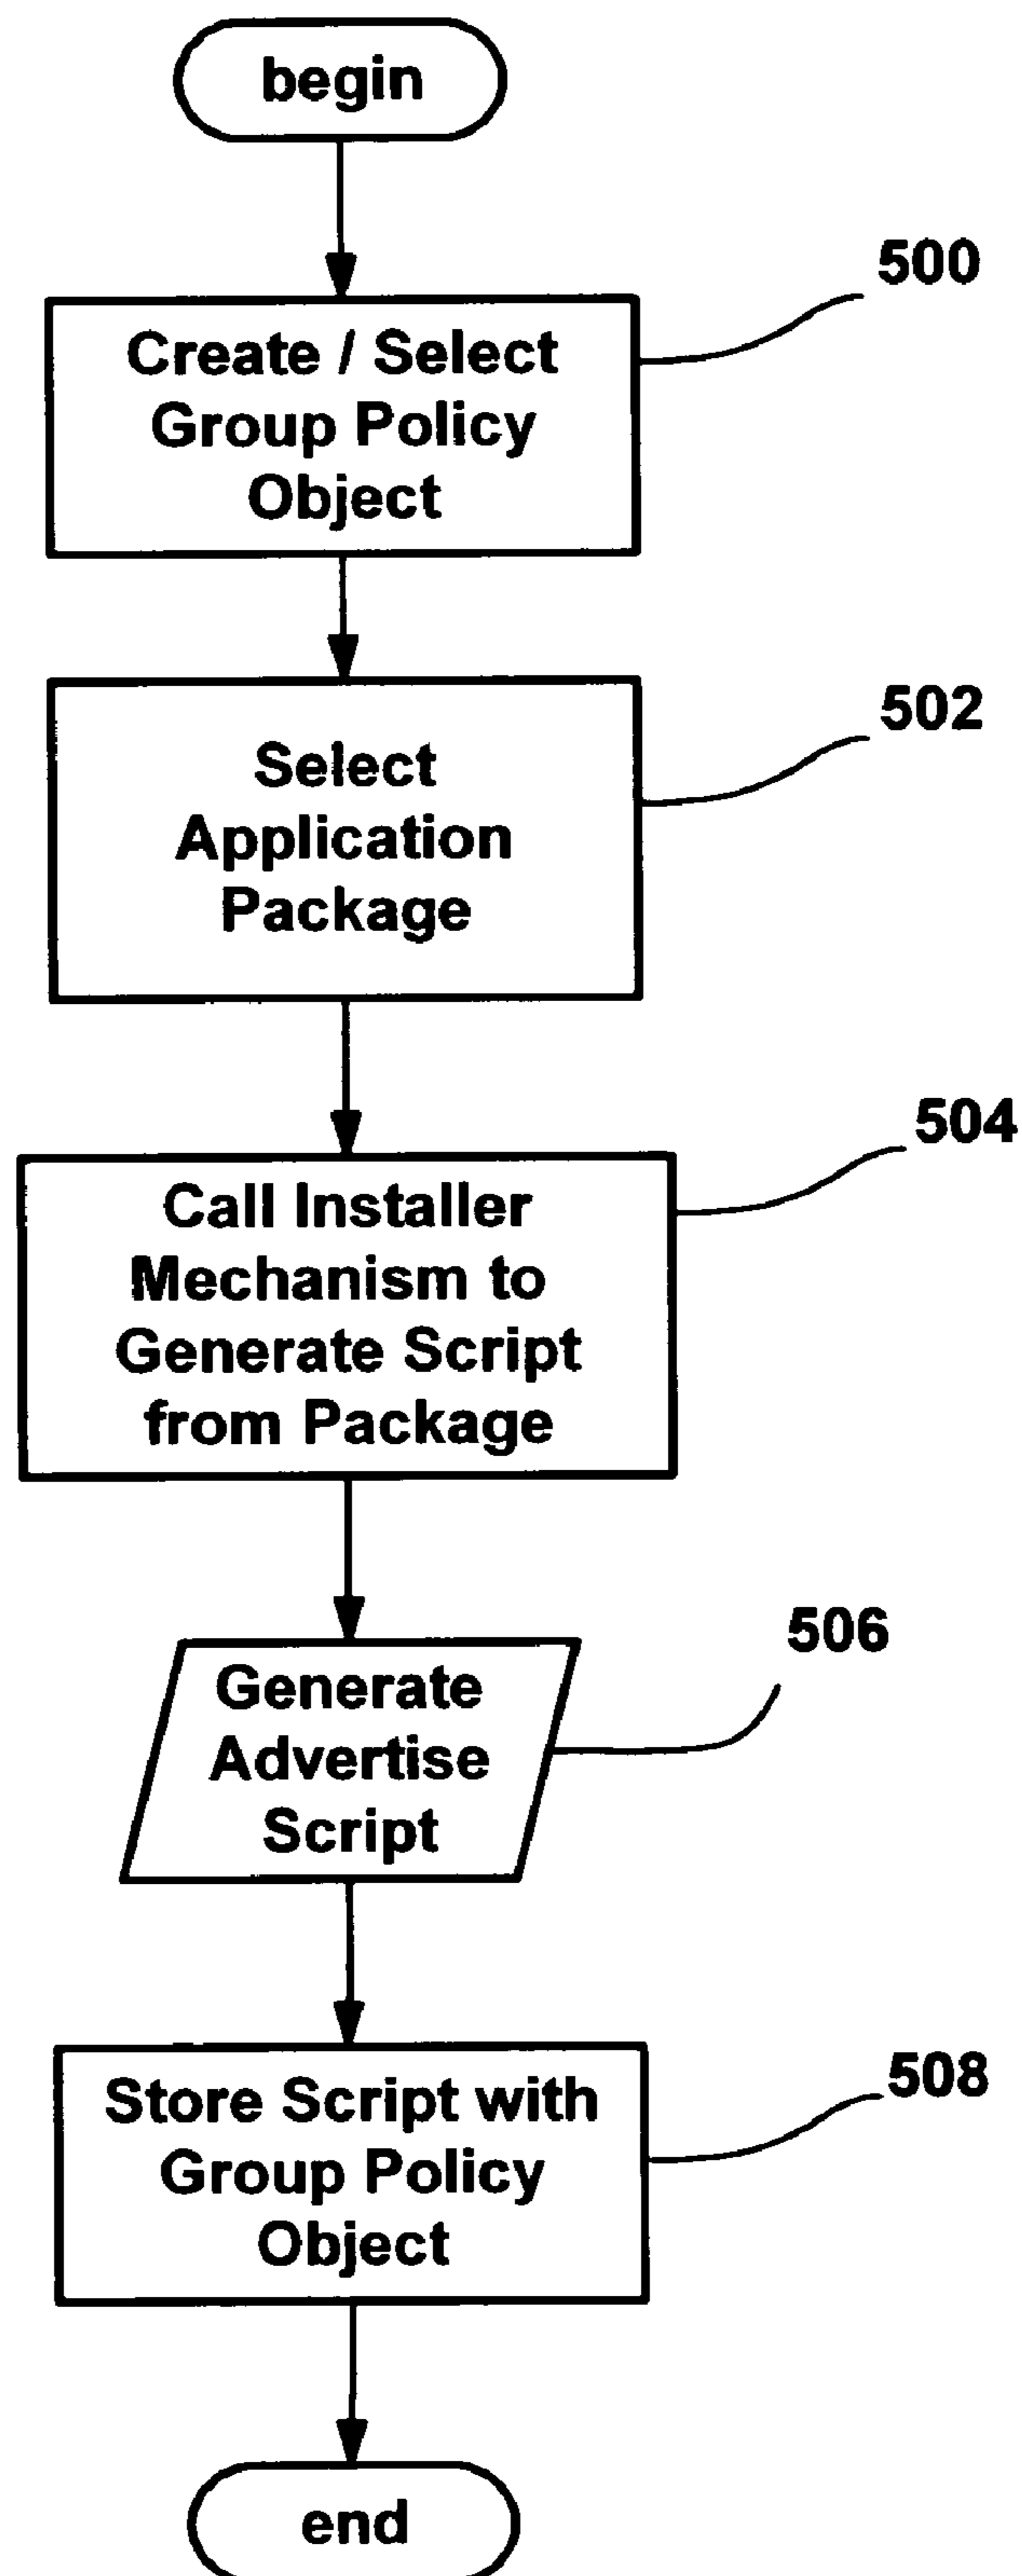 begin
500
Create / Select
Group Policy
Object
502
Select
Application
Package
504
Call Installer
Mechanism to
Generate Script
from Package
506
Generate
Advertise
Script
508
Store Script with
Group Policy
Object
end